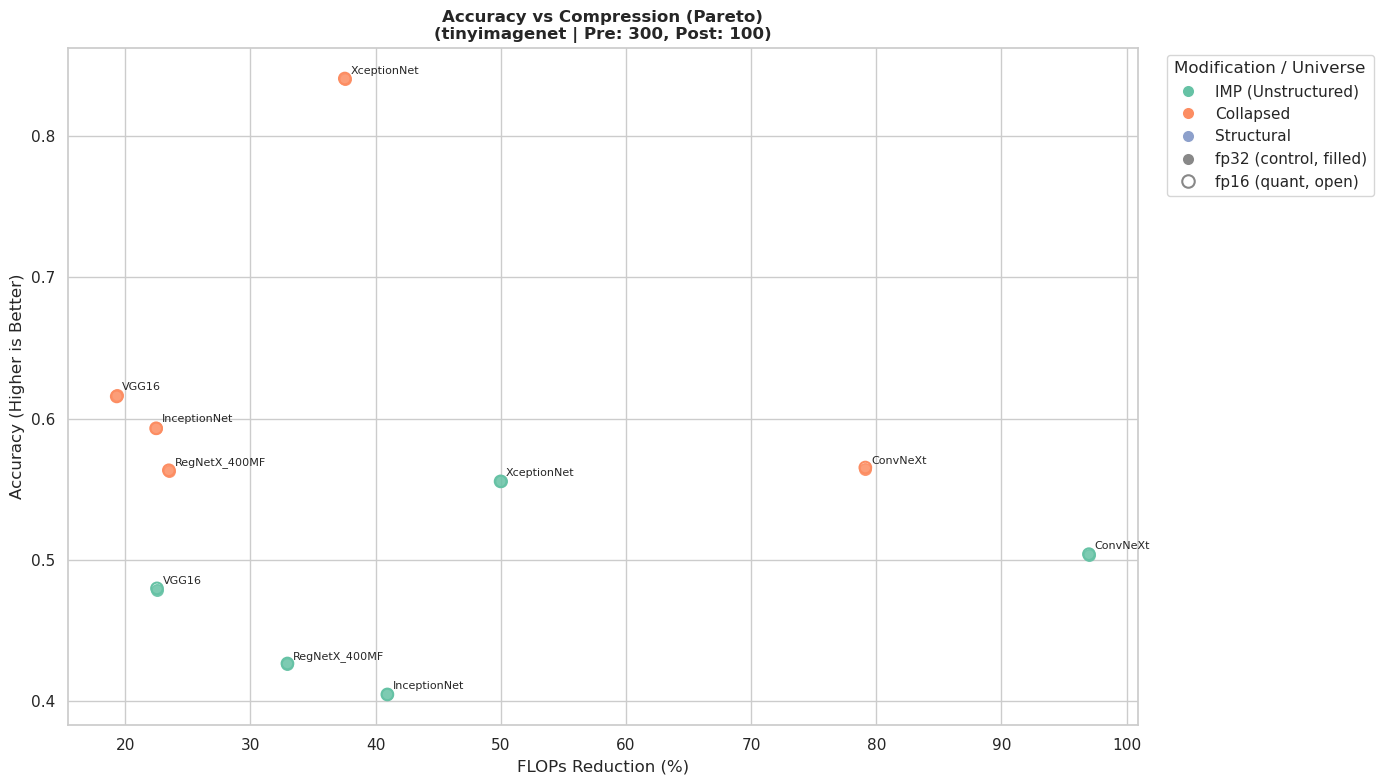 Accuracy vs Compression (Pareto)
(tinyimagenet | Pre: 300, Post: 100)
Modification / Universe
IMP (Unstructured)
Collapsed
Structural
fp32 (control, filled)
fp16 (quant, open)
Accuracy (Higher is Better)
0.8
0.7
0.6
0.5
0.4
XceptionNet
VGG16
InceptionNet
RegNetX_400MF
ConvNeXt
XceptionNet
ConvNeXt
VGG16
RegNetX_400MF
InceptionNet
20 30 40 50 60 70 80 90 100
FLOPs Reduction (%)